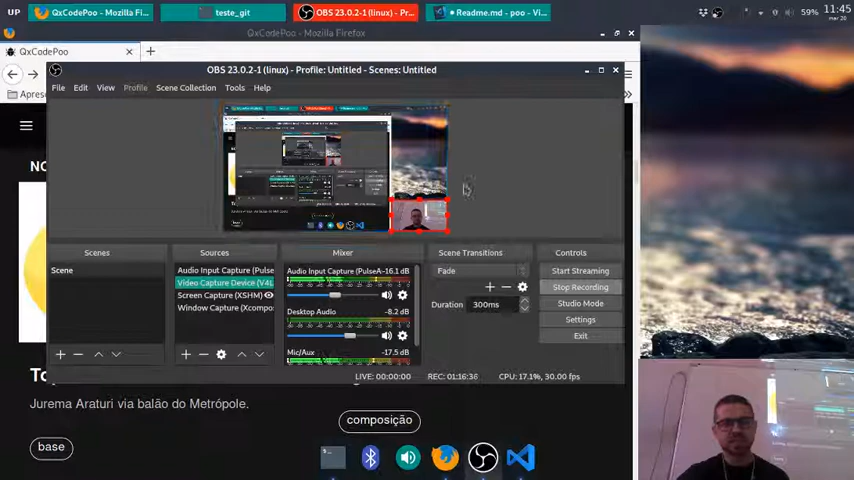 UP
QxCodePoo - Mozilla Fi...
teste_git
OBS 23.0.2-1 (linux) - Pr...
• Readme.md - poo - Vi...
59%
11:45
mar 20
QxCodePoo - Mozilla Firefox
QxCodePoo
OBS 23.0.2-1 (linux) - Profile: Untitled - Scenes: Untitled
File Edit View Profile Scene Collection Tools Help
Scenes
Sources
Mixer
Scene Transitions
Controls
Scene
Audio Input Capture (Pulse
Video Capture Device (V4L
Screen Capture (XSHM)
Window Capture (Xcompo
Audio Input Capture (PulseA -16.1 dB
Desktop Audio -8.2 dB
Mic/Aux -17.5 dB
Fade
Duration 300ms
Start Streaming
Stop Recording
Studio Mode
Settings
Exit
LIVE: 00:00:00 REC: 01:16:36 CPU: 17.1%, 30.00 fps
Jurema Araturi via balão do Metrópole.
composição
base